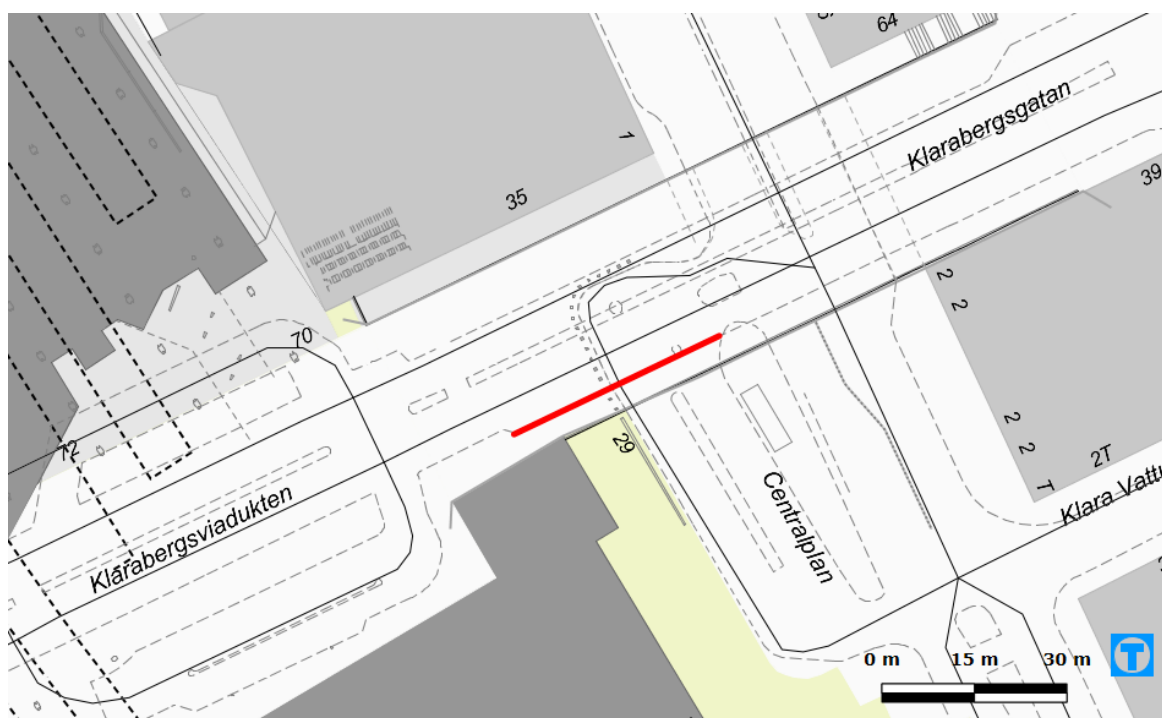 64
Klarabergsgatan
1
35
39
2
2
70
72
29
Klarabergsviadukten
Centralplan
2
2
T
2T
Klara Vattu
0 m 15 m 30 m
T